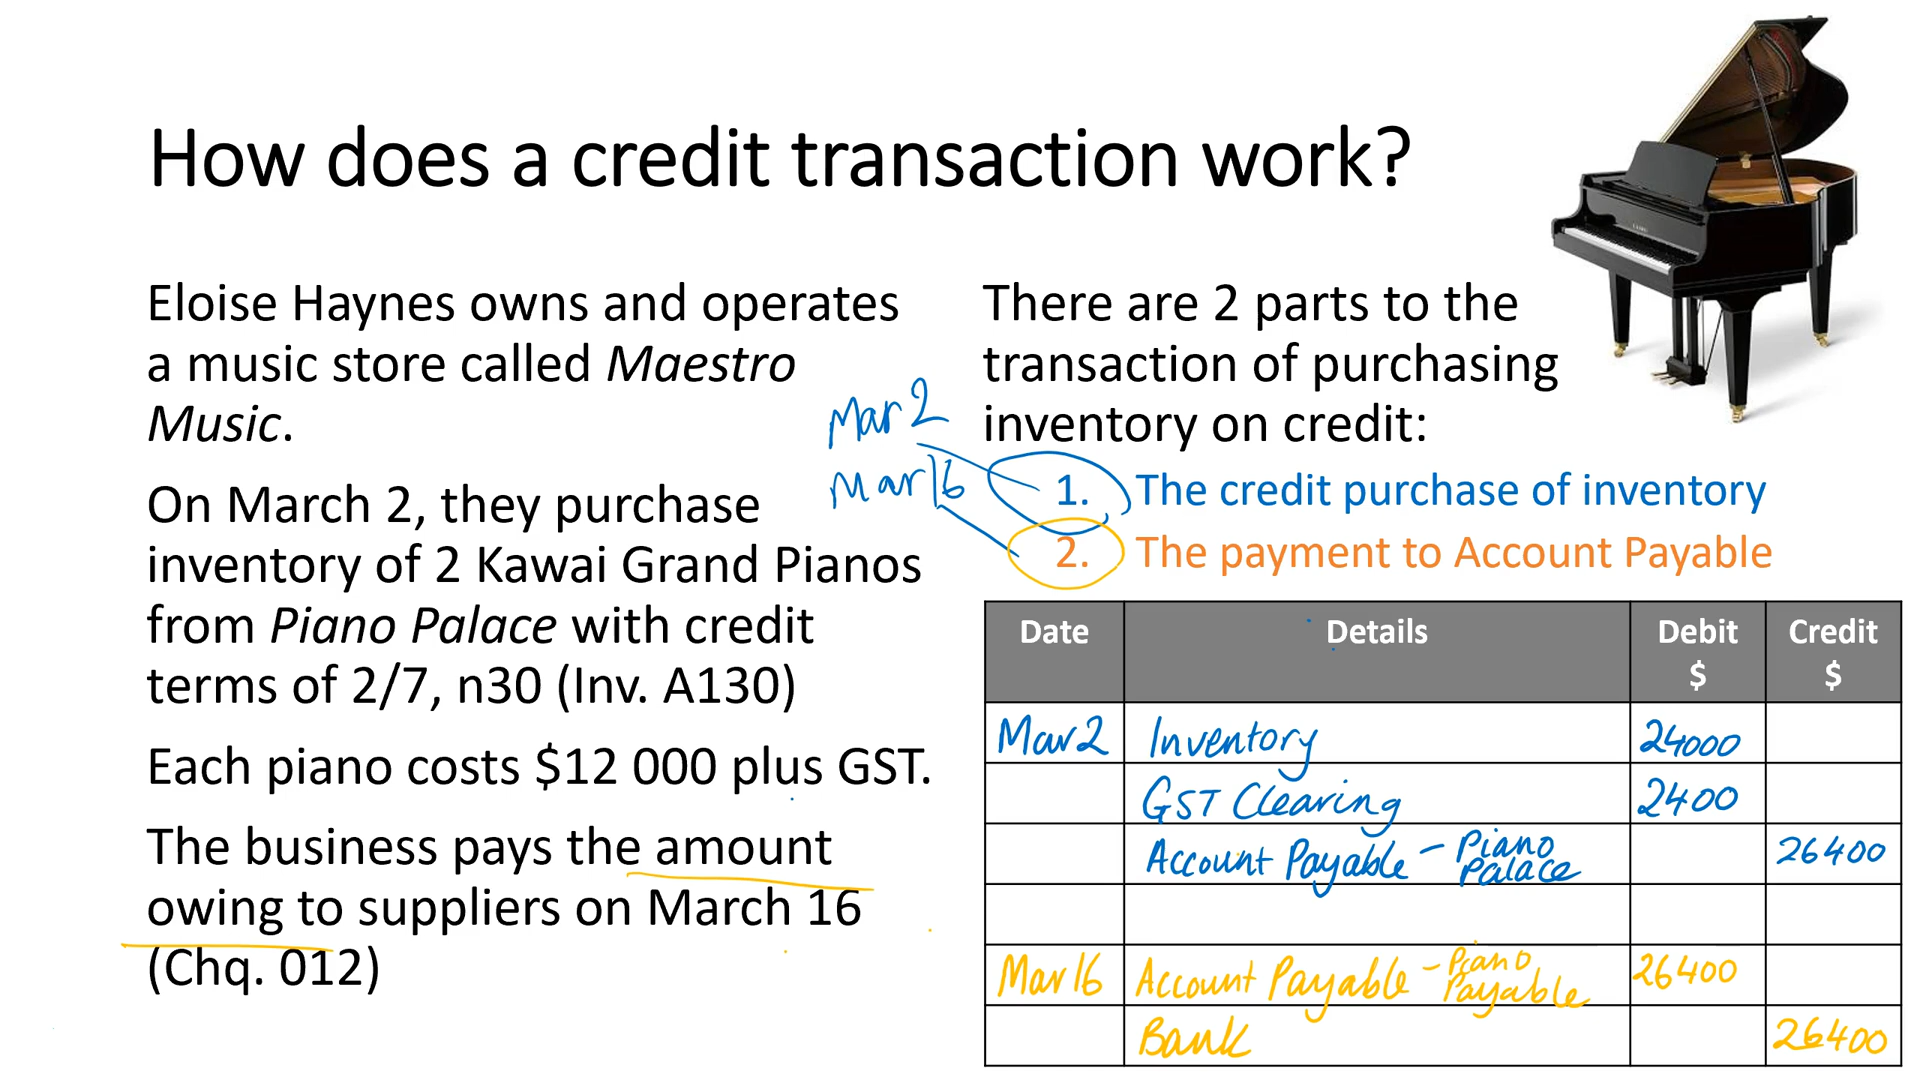 How does a credit transaction work?
Eloise Haynes owns and operates
a music store called Maestro
Music.
On March 2, they purchase
inventory of 2 Kawai Grand Pianos
from Piano Palace with credit
terms of 2/7, n30 (Inv. A130)
Each piano costs $12 000 plus GST.
The business pays the amount
owing to suppliers on March 16
(Chq. 012)
There are 2 parts to the
transaction of purchasing
inventory on credit:
Mar 2
Mar 16
1. The credit purchase of inventory
2. The payment to Account Payable
Date Details Debit $ Credit $
Mar 2 Inventory 24000
GST Clearing 2400
Account Payable - Piano Palace 26400
Mar 16 Account Payable - Piano Payable 26400
Bank 26400